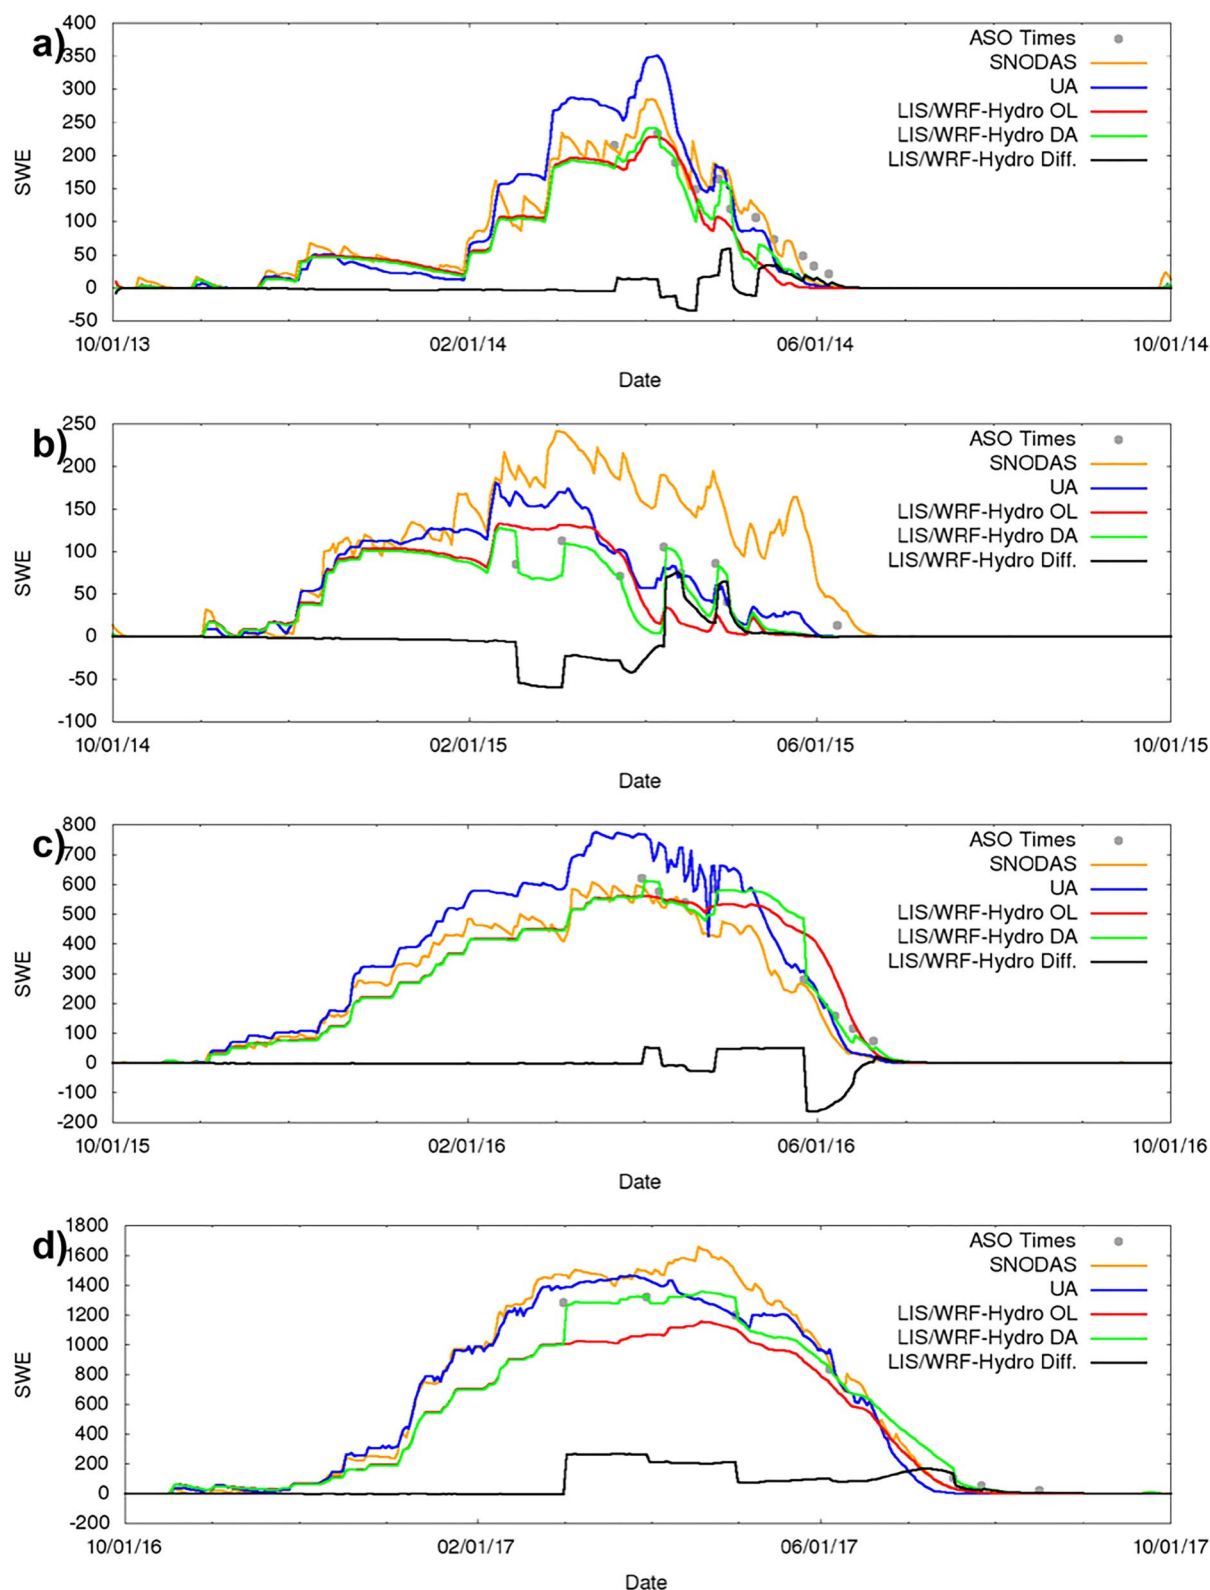 a)
400
350
300
250
200
150
100
50
0
-50
SWE
ASO Times
SNODAS
UA
LIS/WRF-Hydro OL
LIS/WRF-Hydro DA
LIS/WRF-Hydro Diff.
10/01/13 02/01/14 06/01/14 10/01/14
Date
b)
250
200
150
100
50
0
-50
-100
SWE
ASO Times
SNODAS
UA
LIS/WRF-Hydro OL
LIS/WRF-Hydro DA
LIS/WRF-Hydro Diff.
10/01/14 02/01/15 06/01/15 10/01/15
Date
c)
800
700
600
500
400
300
200
100
0
-100
-200
SWE
ASO Times
SNODAS
UA
LIS/WRF-Hydro OL
LIS/WRF-Hydro DA
LIS/WRF-Hydro Diff.
10/01/15 02/01/16 06/01/16 10/01/16
Date
d)
1800
1600
1400
1200
1000
800
600
400
200
0
-200
SWE
ASO Times
SNODAS
UA
LIS/WRF-Hydro OL
LIS/WRF-Hydro DA
LIS/WRF-Hydro Diff.
10/01/16 02/01/17 06/01/17 10/01/17
Date